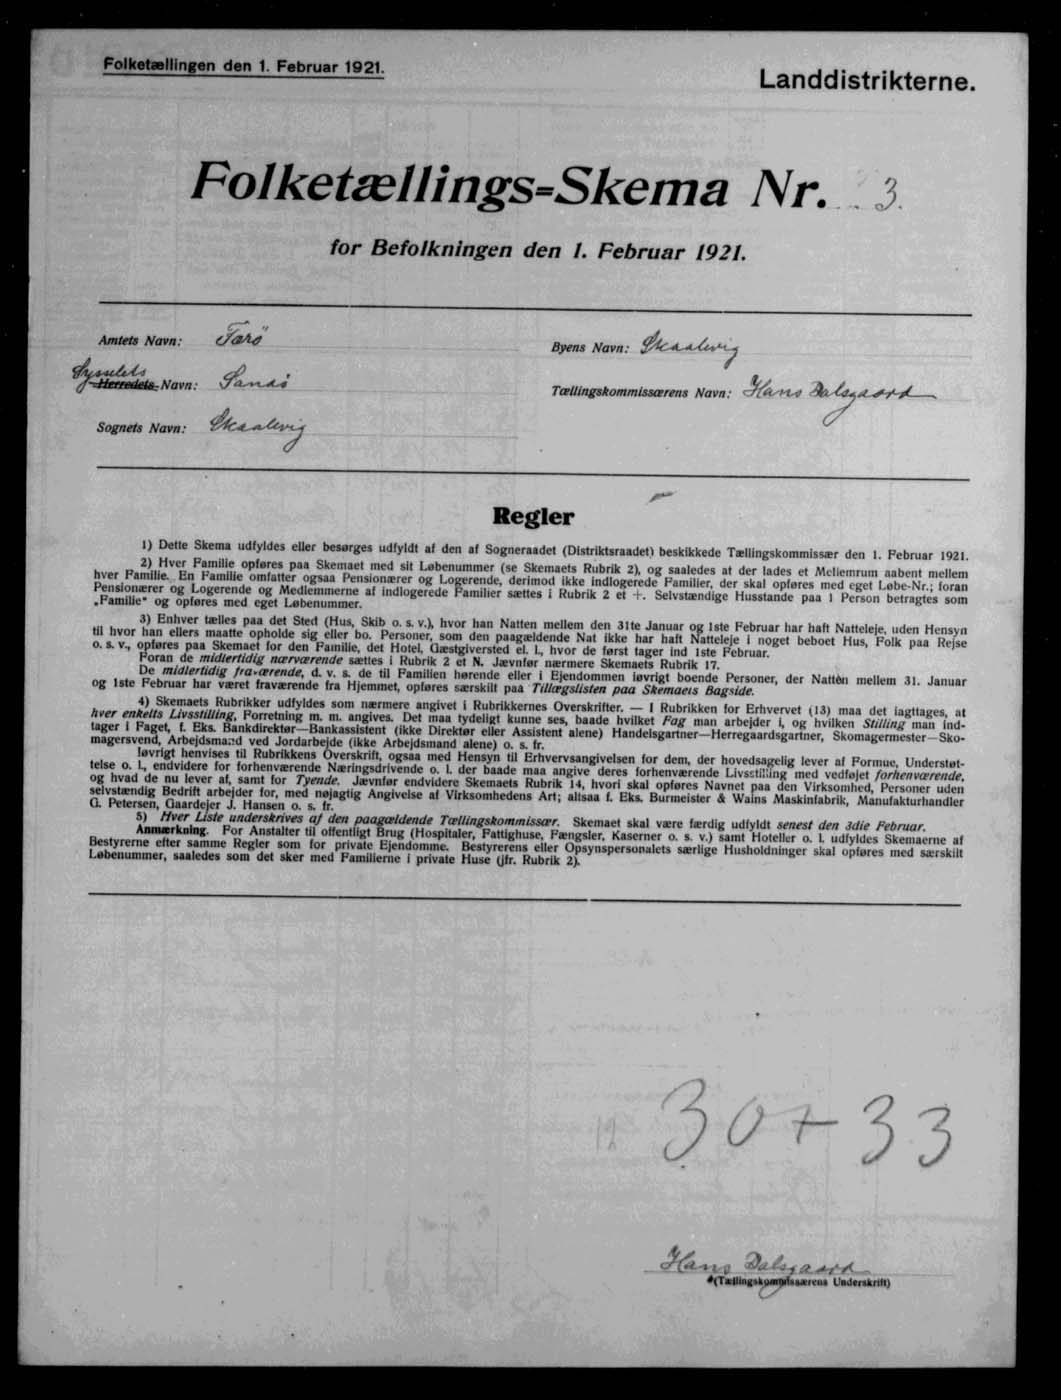 Folketællingen den 1. Februar 1921.
Landdistrikterne.
Folketællings=Skema Nr. 3.
for Befolkningen den 1. Februar 1921.
Amtets Navn: Færö
Byens Navn: Skaalevig
Sysselets
Herredets Navn: Sandö
Tællingskommissærens Navn: Hans Dalsgaard
Sognets Navn: Skaalevig
Regler
1) Dette Skema udfyldes eller besørges udfyldt af den af Sogneraadet (Distriktsraadet) beskikkede Tællingskommissær den 1. Februar 1921.
2) Hver Familie opføres paa Skemaet med sit Løbenummer (se Skemaets Rubrik 2), og saaledes at der lades et Mellemrum aabent mellem
hver Familie. En Familie omfatter ogsaa Pensionærer og Logerende, derimod ikke indlogerede Familier, der skal opføres med eget Løbe-Nr.; foran
Pensionærer og Logerende og Medlemmerne af indlogerede Familier sættes i Rubrik 2 et +. Selvstændige Husstande paa 1 Person betragtes som
„Familie" og opføres med eget Løbenummer.
3) Enhver tælles paa det Sted (Hus, Skib o. s. v.), hvor han Natten mellem den 31te Januar og 1ste Februar har haft Natteleje, uden Hensyn
til hvor han ellers maatte opholde sig eller bo. Personer, som den paagældende Nat ikke har haft Natteleje i noget beboet Hus, Folk paa Rejse
o. s. v., opføres paa Skemaet for den Familie, det Hotel, Gæstgiversted el. l., hvor de først tager ind 1ste Februar.
Foran de midlertidig nærværende sættes i Rubrik 2 et N. Jævnfør nærmere Skemaets Rubrik 17.
De midlertidig fraværende, d. v. s. de til Familien hørende eller i Ejendommen iøvrigt boende Personer, der Natten mellem 31. Januar
og 1ste Februar har været fraværende fra Hjemmet, opføres særskilt paa Tillægslisten paa Skemaets Bagside.
4) Skemaets Rubrikker udfyldes som nærmere angivet i Rubrikkernes Overskrifter. — I Rubrikken for Erhvervet (13) maa det iagttages, at
hver enkelts Livsstilling, Forretning m. m. angives. Det maa tydeligt kunne ses, baade hvilket Fag man arbejder i, og hvilken Stilling man ind-
tager i Faget, f. Eks. Bankdirektør—Bankassistent (ikke Direktør eller Assistent alene) Handelsgartner—Herregaardsgartner, Skomagermester—Sko-
magersvend, Arbejdsmand ved Jordarbejde (ikke Arbejdsmand alene) o. s. fr.
Iøvrigt henvises til Rubrikkens Overskrift, ogsaa med Hensyn til Erhvervsangivelsen for dem, der hovedsagelig lever af Formue, Understøt-
telse o. l., endvidere for forhenværende Næringsdrivende o. l. der baade maa angive deres forhenværende Livsstilling med vedføjet forhenværende,
og hvad de nu lever af, samt for Tyende. Jævnfør endvidere Skemaets Rubrik 14, hvori skal opføres Navnet paa den Virksomhed, Personer uden
selvstændig Bedrift arbejder for, med nøjagtig Angivelse af Virksomhedens Art; altsaa f. Eks. Burmeister & Wains Maskinfabrik, Manufakturhandler
G. Petersen, Gaardejer J. Hansen o. s. fr.
5) Hver Liste underskrives af den paagældende Tællingskommissær. Skemaet skal være færdig udfyldt senest den 3die Februar.
Anmærkning. For Anstalter til offentligt Brug (Hospitaler, Fattighuse, Fængsler, Kaserner o. s. v.) samt Hoteller o. l. udfyldes Skemaerne af
Bestyrerne efter samme Regler som for private Ejendomme. Bestyrerens eller Opsynspersonalets særlige Husholdninger skal opføres med særskilt
Løbenummer, saaledes som det sker med Familierne i private Huse (jfr. Rubrik 2).
30 + 33
Hans Dalsgaard
(Tællingskommissærens Underskrift)